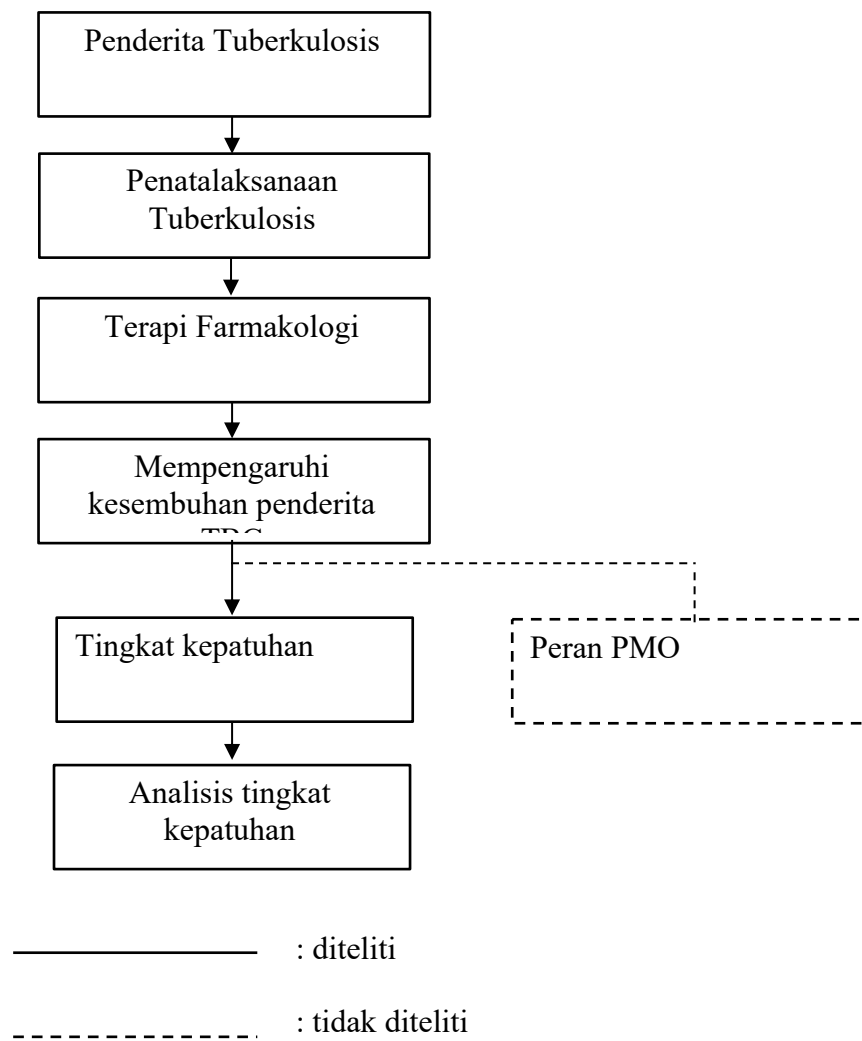 Penderita Tuberkulosis
Penatalaksanaan
Tuberkulosis
Terapi Farmakologi
Mempengaruhi
kesembuhan penderita
Tingkat kepatuhan
Peran PMO
Analisis tingkat
kepatuhan
: diteliti
: tidak diteliti